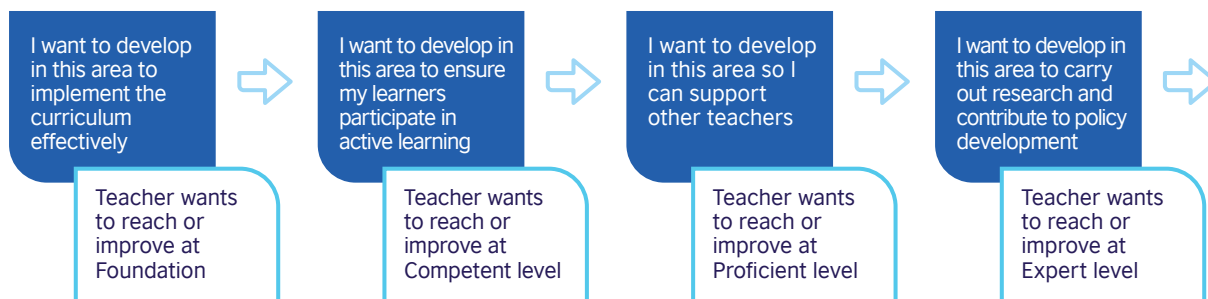 I want to develop
in this area to
implement the
curriculum
effectively
Teacher wants
to reach or
improve at
Foundation
I want to develop in
this area to ensure
my learners
participate in
active learning
Teacher wants
to reach or
improve at
Competent level
I want to develop
in this area so I
can support
other teachers
Teacher wants
to reach or
improve at
Proficient level
I want to develop in
this area to carry
out research and
contribute to policy
development
Teacher wants
to reach or
improve at
Expert level